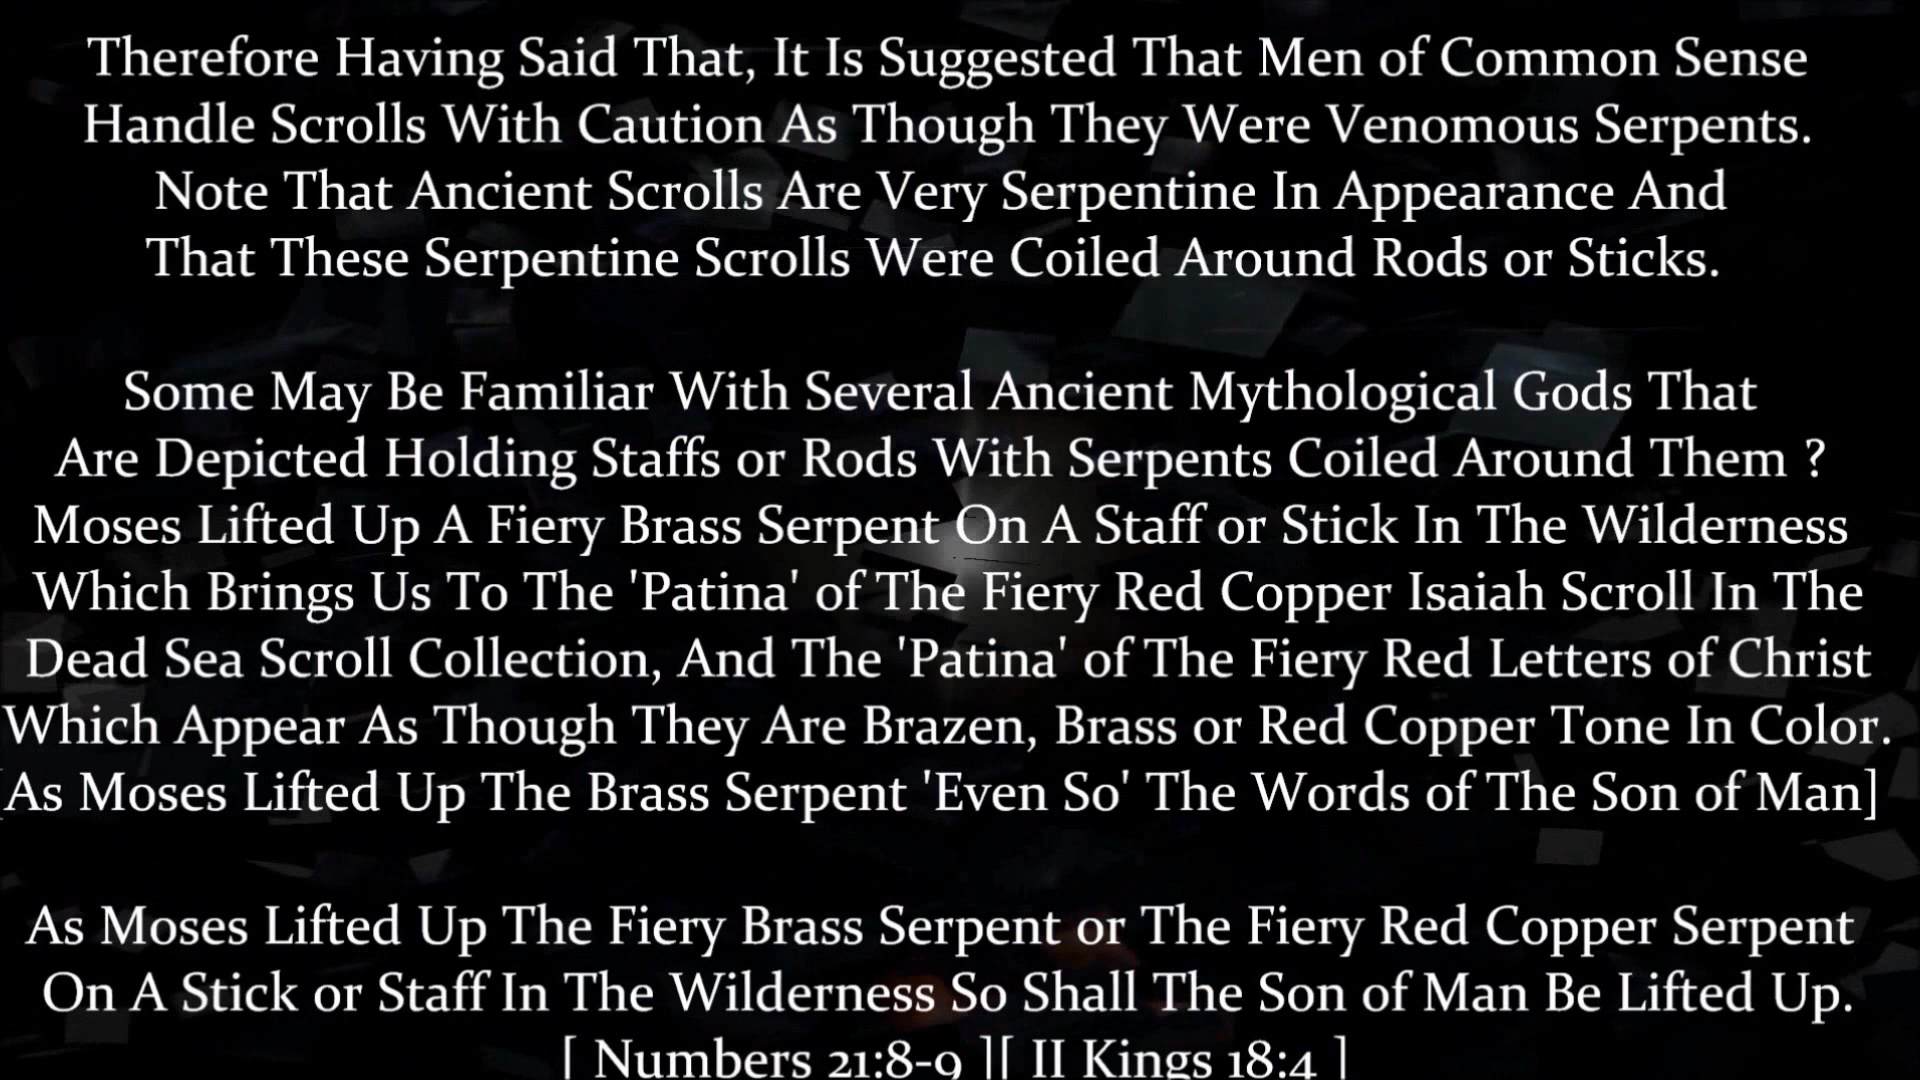 Therefore Having Said That, It Is Suggested That Men of Common Sense
Handle Scrolls With Caution As Though They Were Venomous Serpents.
Note That Ancient Scrolls Are Very Serpentine In Appearance And
That These Serpentine Scrolls Were Coiled Around Rods or Sticks.
Some May Be Familiar With Several Ancient Mythological Gods That
Are Depicted Holding Staffs or Rods With Serpents Coiled Around Them ?
Moses Lifted Up A Fiery Brass Serpent On A Staff or Stick In The Wilderness
Which Brings Us To The 'Patina' of The Fiery Red Copper Isaiah Scroll In The
Dead Sea Scroll Collection, And The 'Patina' of The Fiery Red Letters of Christ
Which Appear As Though They Are Brazen, Brass or Red Copper Tone In Color.
[As Moses Lifted Up The Brass Serpent 'Even So' The Words of The Son of Man]
As Moses Lifted Up The Fiery Brass Serpent or The Fiery Red Copper Serpent
On A Stick or Staff In The Wilderness So Shall The Son of Man Be Lifted Up.
[ Numbers 21:8-9 ][ II Kings 18:4 ]